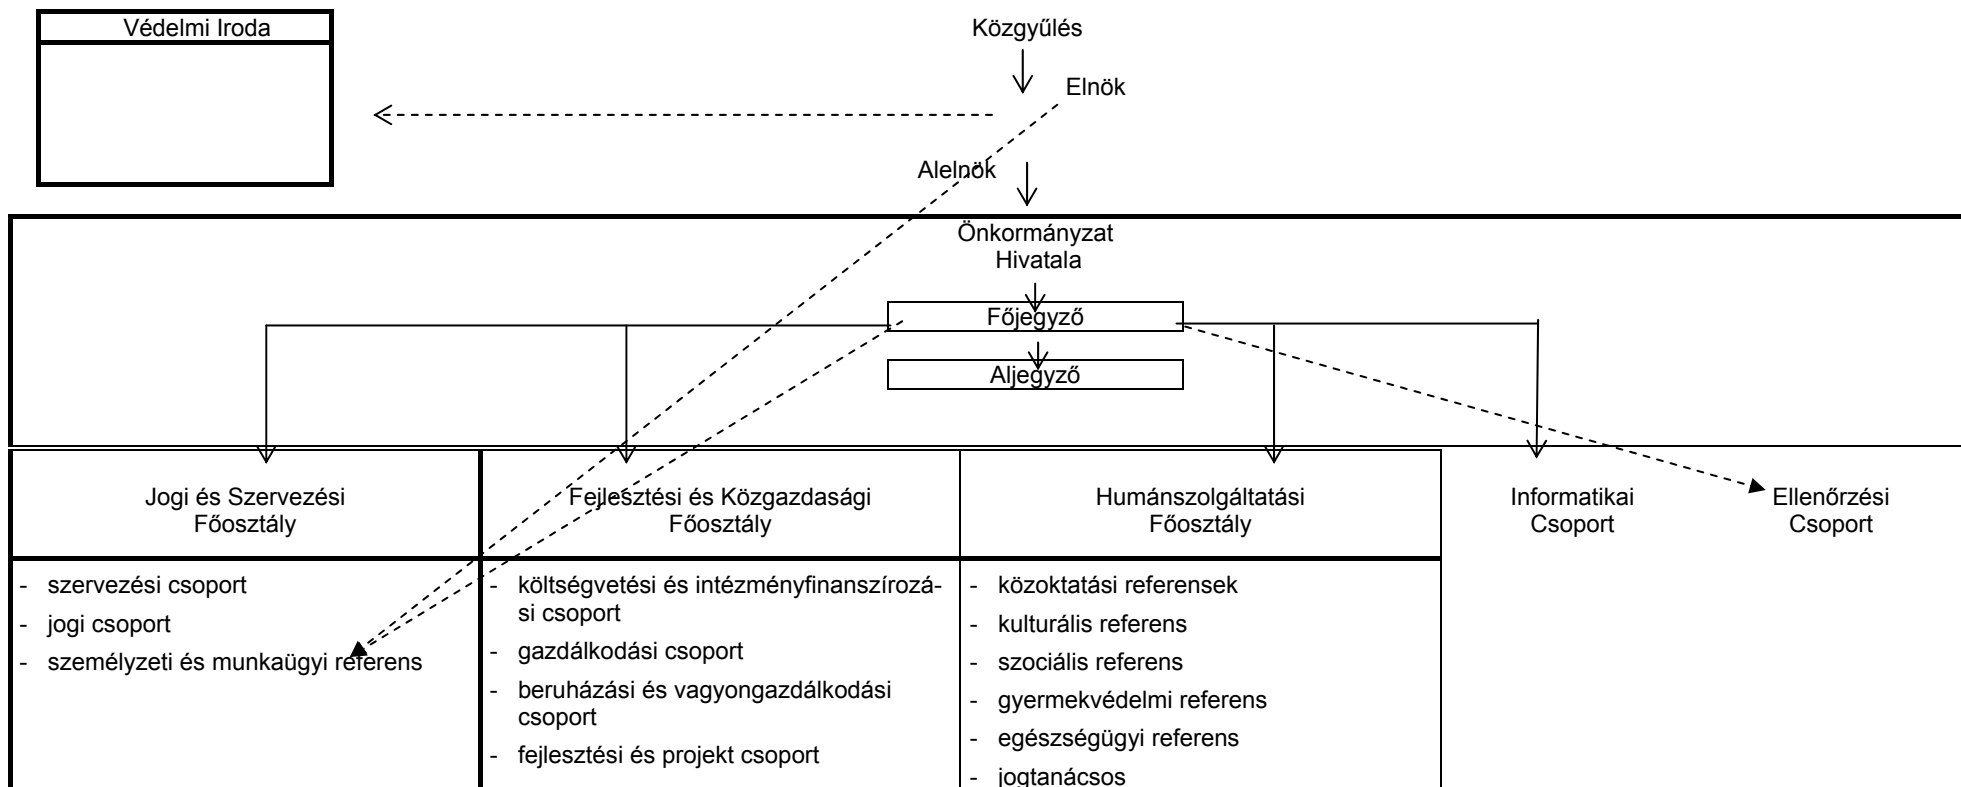 Védelmi Iroda
Közgyűlés
Elnök
Alelnök
Önkormányzat
Hivatala
Főjegyző
Aljegyző
Jogi és Szervezési
Főosztály
Fejlesztési és Közgazdasági
Főosztály
Humánszolgáltatási
Főosztály
Informatikai
Csoport
Ellenőrzési
Csoport
- szervezési csoport
- jogi csoport
- személyzeti és munkaügyi referens
- költségvetési és intézményfinanszírozá-
si csoport
- gazdálkodási csoport
- beruházási és vagyongazdálkodási
csoport
- fejlesztési és projekt csoport
- közoktatási referensek
- kulturális referens
- szociális referens
- gyermekvédelmi referens
- egészségügyi referens
- jogtanácsos